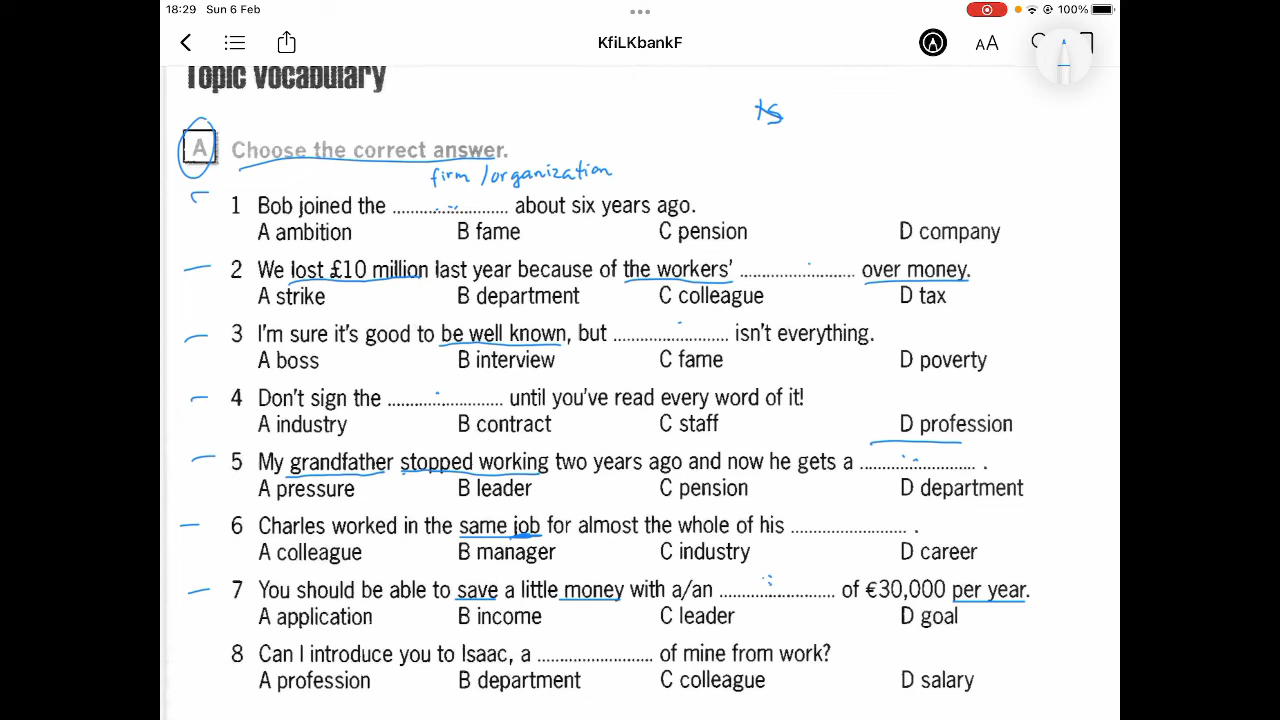 18:29 Sun 6 Feb
100%
KfiLKbankF
AA
Topic Vocabulary
A Choose the correct answer.
firm / organization
1 Bob joined the .......................... about six years ago.
A ambition B fame C pension D company
2 We lost £10 million last year because of the workers' .......................... over money.
A strike B department C colleague D tax
3 I'm sure it's good to be well known, but .......................... isn't everything.
A boss B interview C fame D poverty
4 Don't sign the .......................... until you've read every word of it!
A industry B contract C staff D profession
5 My grandfather stopped working two years ago and now he gets a .......................... .
A pressure B leader C pension D department
6 Charles worked in the same job for almost the whole of his .......................... .
A colleague B manager C industry D career
7 You should be able to save a little money with a/an .......................... of €30,000 per year.
A application B income C leader D goal
8 Can I introduce you to Isaac, a .......................... of mine from work?
A profession B department C colleague D salary